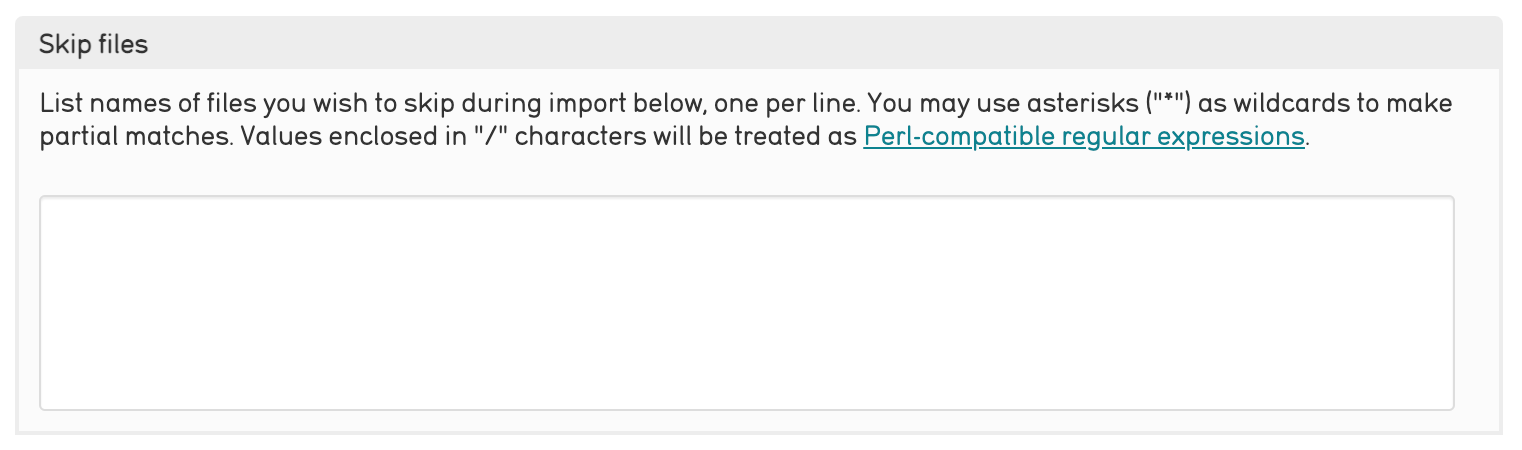 Skip files
List names of files you wish to skip during import below, one per line. You may use asterisks ("*") as wildcards to make
partial matches. Values enclosed in "/" characters will be treated as Perl-compatible regular expressions.